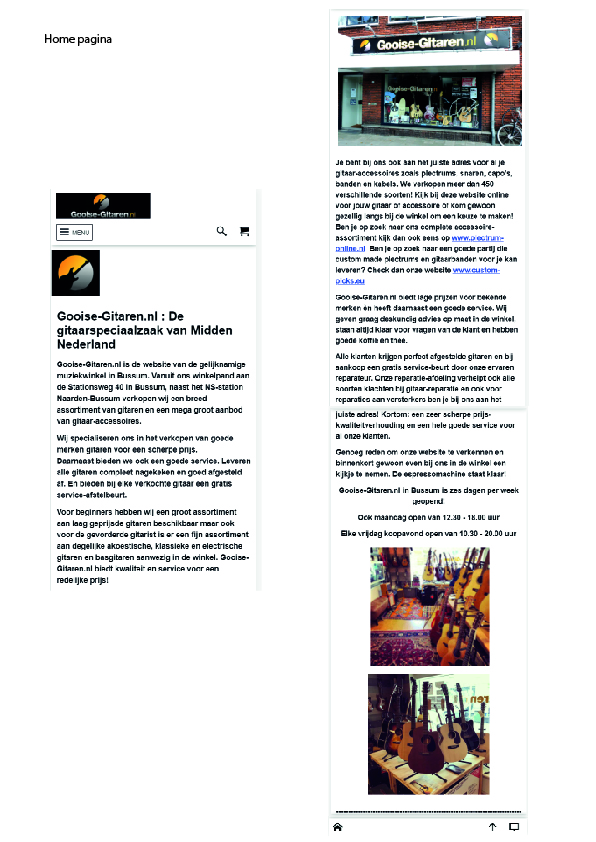 Home pagina
Gooise-Gitaren.nl
MENU
Gooise-Gitaren.nl : De
gitaarspeciaalzaak van Midden
Nederland
Gooise-Gitaren.nl is de website van de gelijknamige
muziekwinkel in Bussum. Vanuit ons winkelpand aan
de Stationsweg 40 in Bussum, naast het NS-station
Naarden-Bussum verkopen wij een breed
assortiment van gitaren en een mega groot aanbod
van gitaar-accessoires.
Wij specialiseren ons in het verkopen van goede
merken gitaren voor een scherpe prijs.
Daarnaast bieden we ook een goede service. Leveren
alle gitaren compleet nagekeken en goed afgesteld
af. En bieden bij elke verkochte gitaar een gratis
service-afstelbeurt.
Voor beginners hebben wij een groot assortiment
aan laag geprijsde gitaren beschikbaar maar ook
voor de gevorderde gitarist is er een fijn assortiment
aan degelijke akoestische, klassieke en electrische
gitaren en basgitaren aanwezig in de winkel. Gooise-
Gitaren.nl biedt kwaliteit en service voor een
redelijke prijs!
Gooise-Gitaren.nl
Gooise-Gitaren.nl
Je bent bij ons ook aan het juiste adres voor al je
gitaar-accessoires zoals plectrums, snaren, capo's,
banden en kabels. We verkopen meer dan 450
verschillende soorten! Kijk bij deze website online
voor jouw gitaar of accessoire of kom gewoon
gezellig langs bij de winkel om een keuze te maken!
Ben je op zoek naar ons complete accessoire-
assortiment kijk dan ook eens op www.plectrum-
online.nl Ben je op zoek naar een goede partij die
custom made plectrums en gitaarbanden voor je kan
leveren? Check dan onze website www.custom-
picks.eu
Gooise-Gitaren.nl biedt lage prijzen voor bekende
merken en heeft daarnaast een goede service. Wij
geven graag deskundig advies op maat in de winkel,
staan altijd klaar voor vragen van de klant en hebben
goede koffie en thee.
Alle klanten krijgen perfect afgestelde gitaren en bij
aankoop een gratis service-beurt door onze ervaren
reparateur. Onze reparatie-afdeling verhelpt ook alle
soorten klachten bij gitaar-reparatie en ook voor
reparaties aan versterkers ben je bij ons aan het
juiste adres! Kortom: een zeer scherpe prijs-
kwaliteitverhouding en een hele goede service voor
al onze klanten.
Genoeg reden om onze website te verkennen en
binnenkort gewoon even bij ons in de winkel een
kijkje te nemen. De espressomachine staat klaar!
Gooise-Gitaren.nl in Bussum is zes dagen per week
geopend!
Ook maandag open van 12.30 - 18.00 uur
Elke vrijdag koopavond open van 10.30 - 20.00 uur